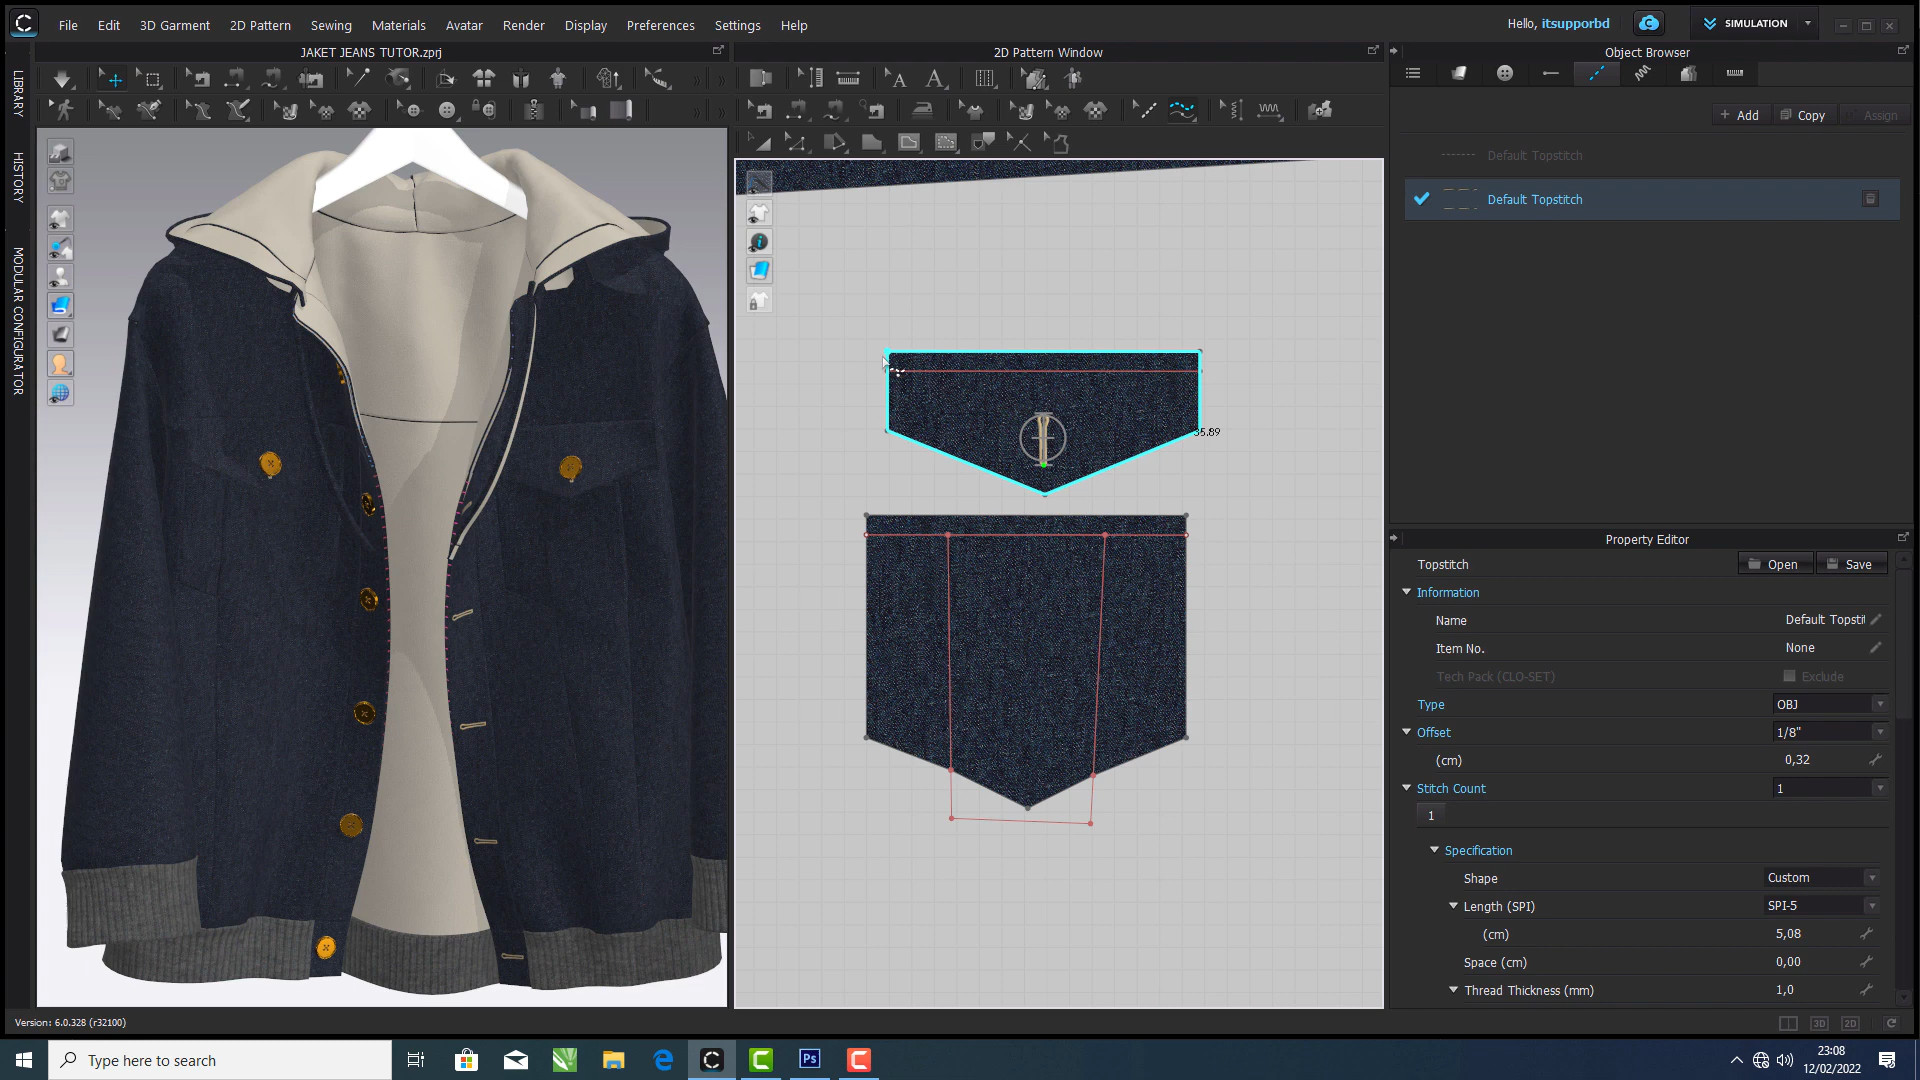 File Edit 3D Garment 2D Pattern Sewing Materials Avatar Render Display Preferences Settings Help
Hello, itsupporbd
SIMULATION
JAKET JEANS TUTOR.zprj
2D Pattern Window
Object Browser
LIBRARY
HISTORY
MODULAR CONFIGURATOR
Add
Copy
Assign
Default Topstitch
Default Topstitch
35.89
Property Editor
Topstitch
Open
Save
Information
Name Default Topstit
Item No. None
Tech Pack (CLO-SET) Exclude
Type OBJ
Offset 1/8"
(cm) 0,32
Stitch Count 1
1
Specification
Shape Custom
Length (SPI) SPI-5
(cm) 5,08
Space (cm) 0,00
Thread Thickness (mm) 1,0
Version: 6.0.328 (r32100)
3D
2D
Type here to search
Ps
23:08
12/02/2022